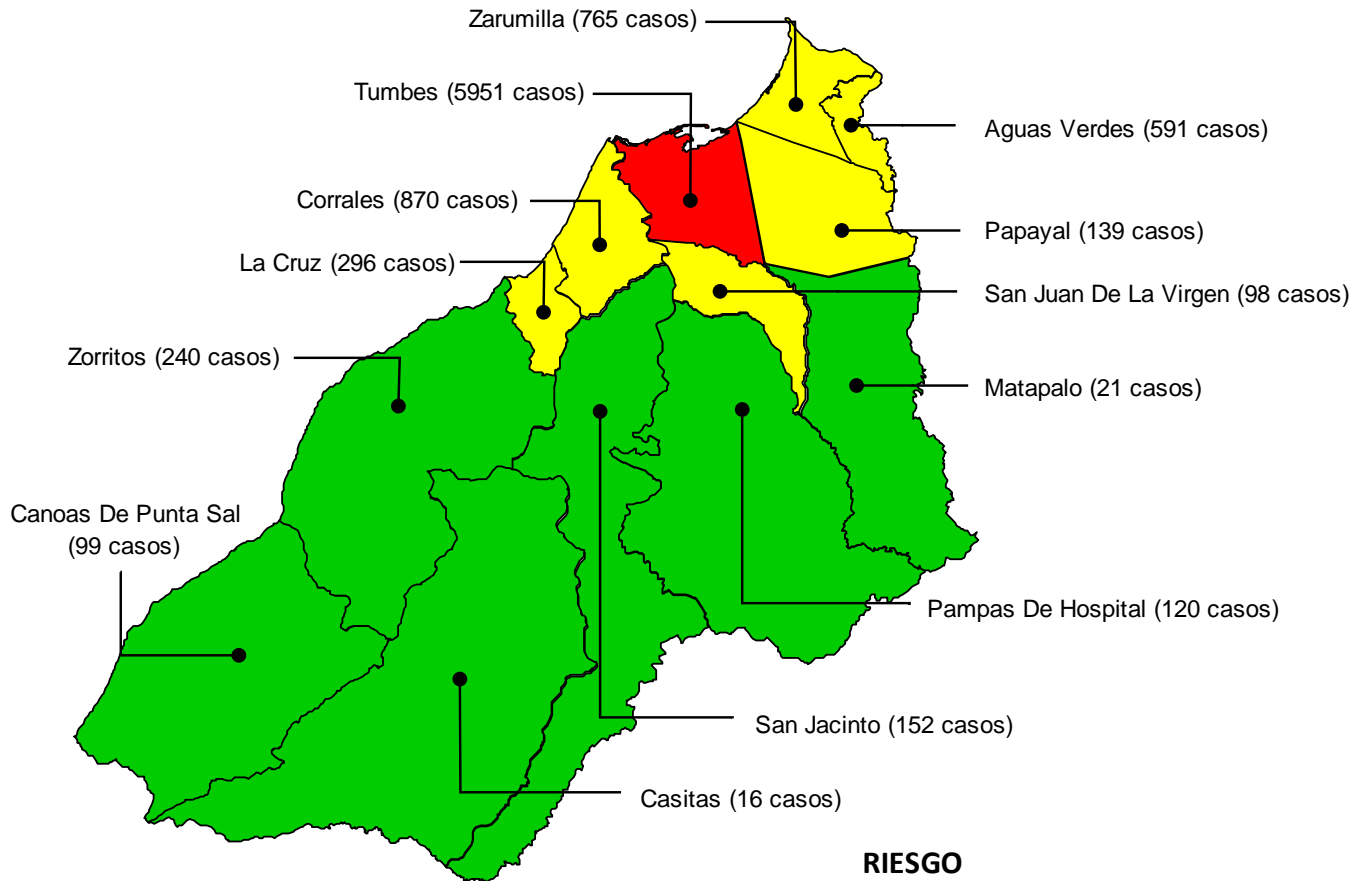 Zarumilla (765 casos)
Tumbes (5951 casos)
Aguas Verdes (591 casos)
Corrales (870 casos)
Papayal (139 casos)
La Cruz (296 casos)
San Juan De La Virgen (98 casos)
Zorritos (240 casos)
Matapalo (21 casos)
Canoas De Punta Sal
(99 casos)
Pampas De Hospital (120 casos)
San Jacinto (152 casos)
Casitas (16 casos)
RIESGO